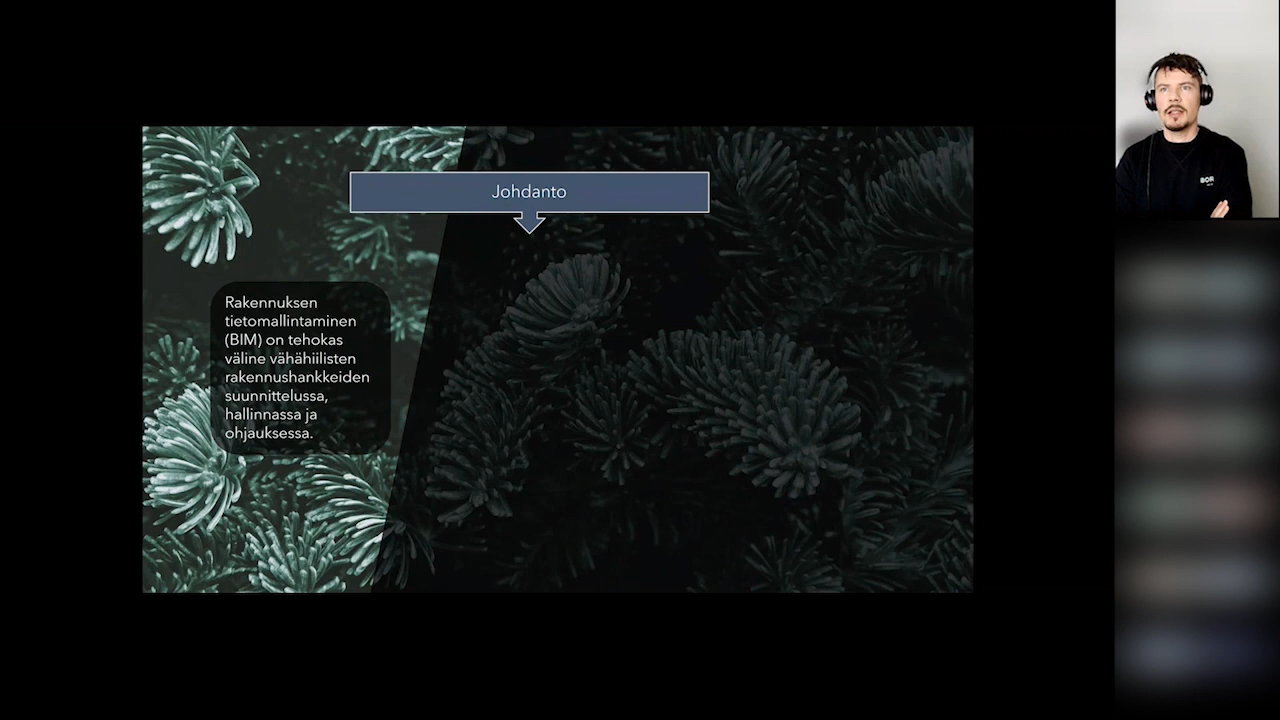 Johdanto
Rakennuksen
tietomallintaminen
(BIM) on tehokas
väline vähähiilisten
rakennushankkeiden
suunnittelussa,
hallinnassa ja
ohjauksessa.